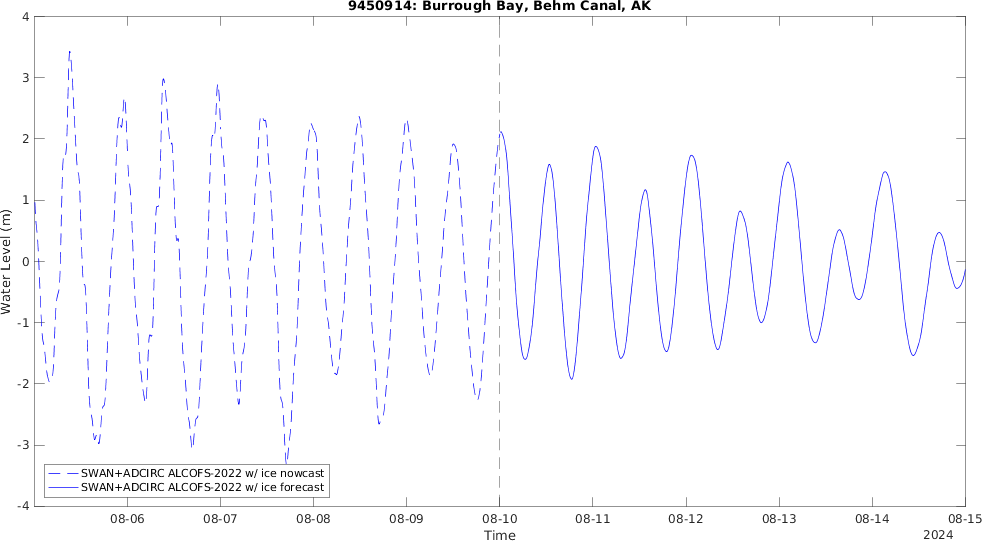 9450914: Burrough Bay, Behm Canal, AK
Water Level (m)
4
3
2
1
0
-1
-2
-3
-4
SWAN+ADCIRC ALCOFS-2022 w/ ice nowcast
SWAN+ADCIRC ALCOFS-2022 w/ ice forecast
08-06 08-07 08-08 08-09 08-10 08-11 08-12 08-13 08-14 08-15
Time
2024